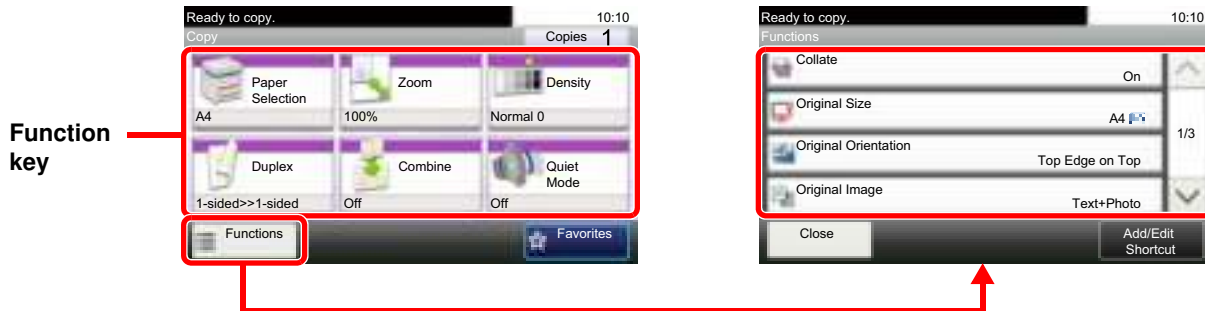 Ready to copy.
10:10
Copy
Copies 1
Paper
Selection
A4
Zoom
100%
Density
Normal 0
Duplex
1-sided>>1-sided
Combine
Off
Quiet
Mode
Off
Functions
Favorites
Function
key
Ready to copy.
10:10
Functions
Collate
On
Original Size
A4
Original Orientation
Top Edge on Top
Original Image
Text+Photo
1/3
Close
Add/Edit
Shortcut